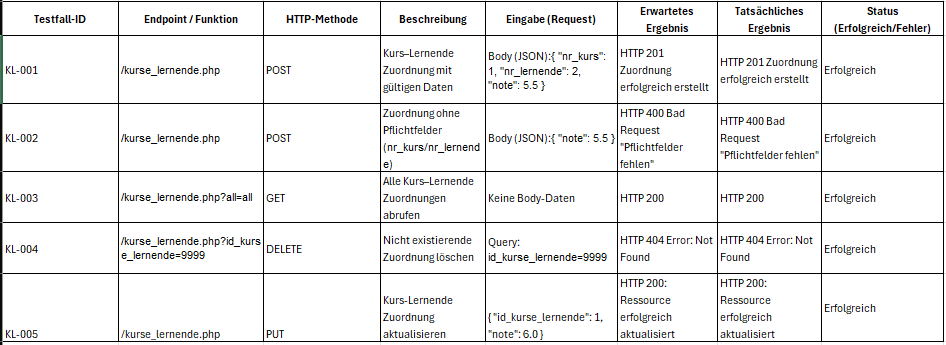 Testfall-ID Endpoint / Funktion HTTP-Methode Beschreibung Eingabe (Request) Erwartetes Ergebnis Tatsächliches Ergebnis Status (Erfolgreich/Fehler)
KL-001
/kurse_lernende.php
POST
Kurs–Lernende
Zuordnung mit
gültigen Daten
Body (JSON):{ "nr_kurs":
1, "nr_lernende": 2,
"note": 5.5 }
HTTP 201
Zuordnung
erfolgreich erstellt
HTTP 201 Zuordnung
erfolgreich erstellt
Erfolgreich
KL-002
/kurse_lernende.php
POST
Zuordnung ohne
Pflichtfelder
(nr_kurs/nr_lernend
e)
Body (JSON):{ "note": 5.5 }
HTTP 400 Bad
Request
"Pflichtfelder
fehlen"
HTTP 400 Bad
Request
"Pflichtfelder fehlen"
Erfolgreich
KL-003
/kurse_lernende.php?all=all
GET
Alle Kurs–Lernende
Zuordnungen
abrufen
Keine Body-Daten
HTTP 200
HTTP 200
Erfolgreich
KL-004
/kurse_lernende.php?id_kurs
e_lernende=9999
DELETE
Nicht existierende
Zuordnung löschen
Query:
id_kurse_lernende=9999
HTTP 404 Error: Not
Found
HTTP 404 Error: Not
Found
Erfolgreich
KL-005
/kurse_lernende.php
PUT
Kurs-Lernende
Zuordnung
aktualisieren
{ "id_kurse_lernende": 1,
"note": 6.0 }
HTTP 200:
Ressource
erfolgreich
aktualisiert
HTTP 200:
Ressource
erfolgreich
aktualisiert
Erfolgreich